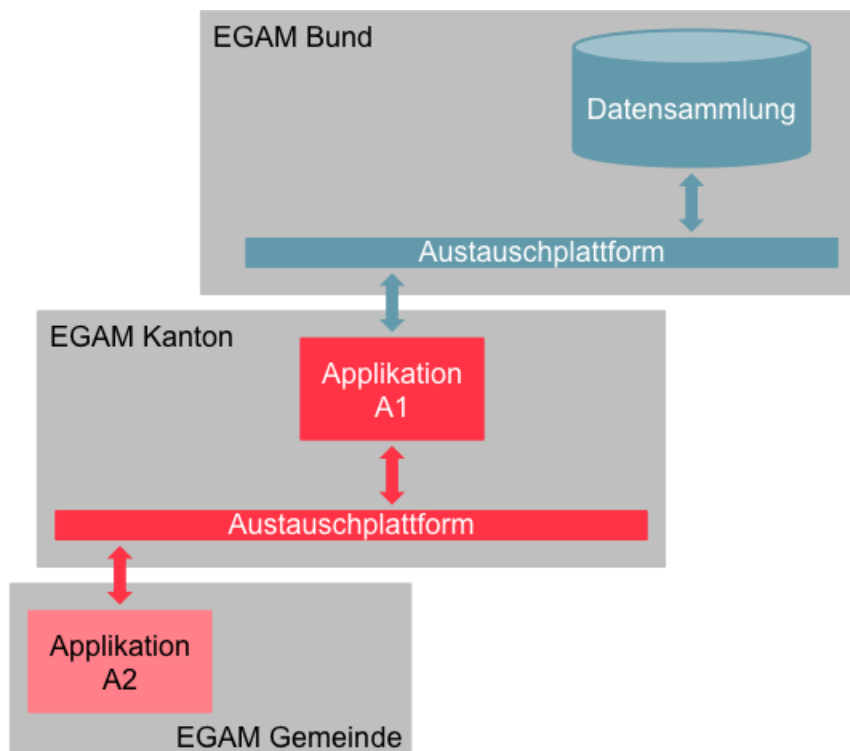 EGAM Bund
Datensammlung
Austauschplattform
EGAM Kanton
Applikation
A1
Austauschplattform
Applikation
A2
EGAM Gemeinde